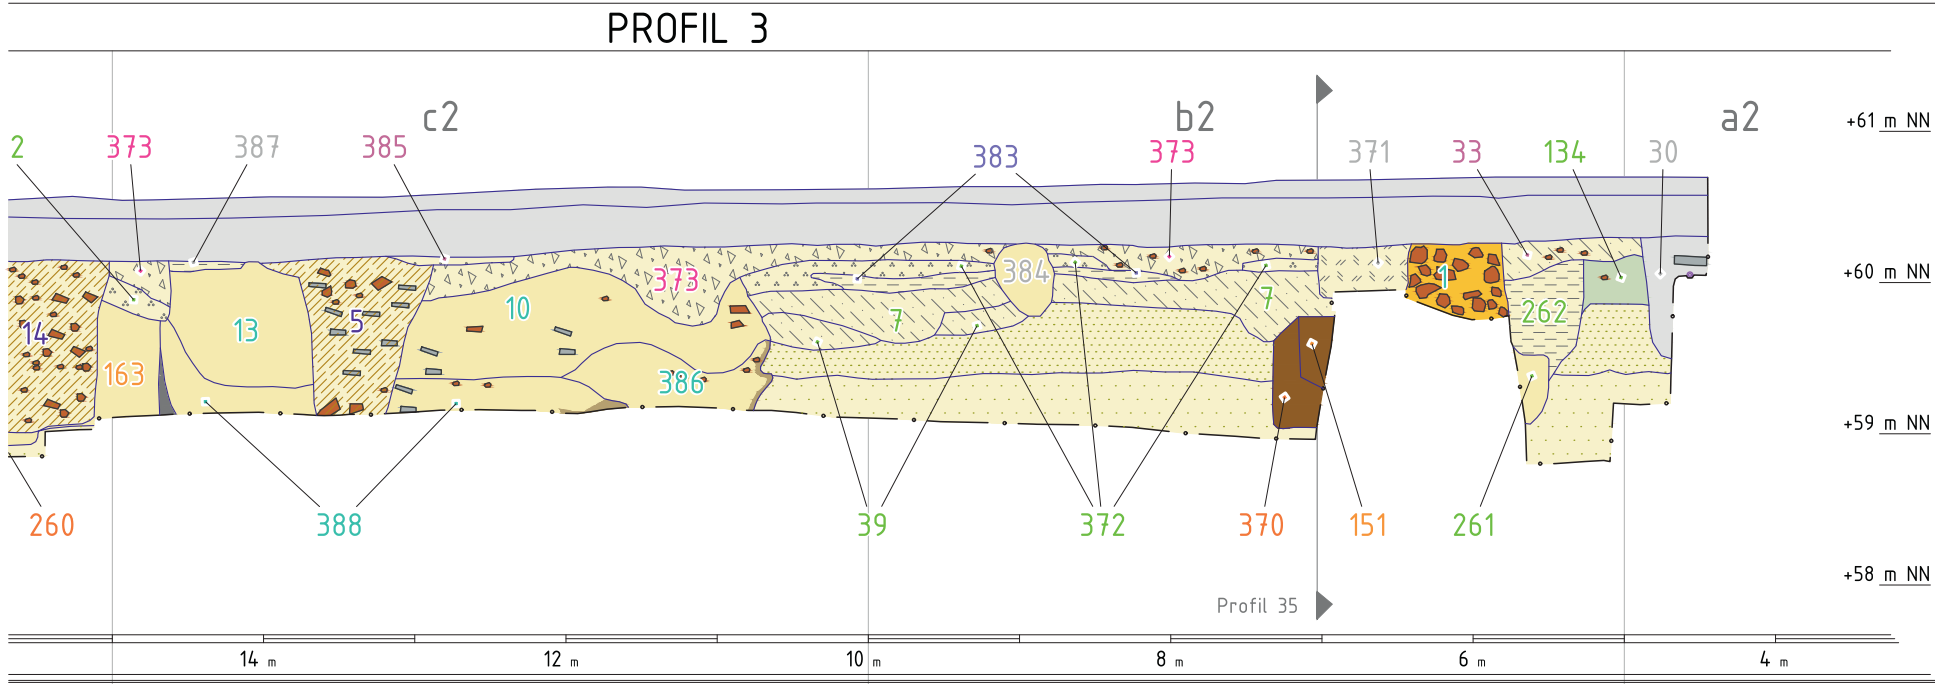 PROFIL 3
c2 b2 a2
+61 m NN
2 373 387 385 383 373 371 33 134 30
+60 m NN
384
373
1
10 7
7 262
14 13 5
163 386
+59 m NN
260 388 39 372 370 151 261
+58 m NN
Profil 35
14 m 12 m 10 m 8 m 6 m 4 m